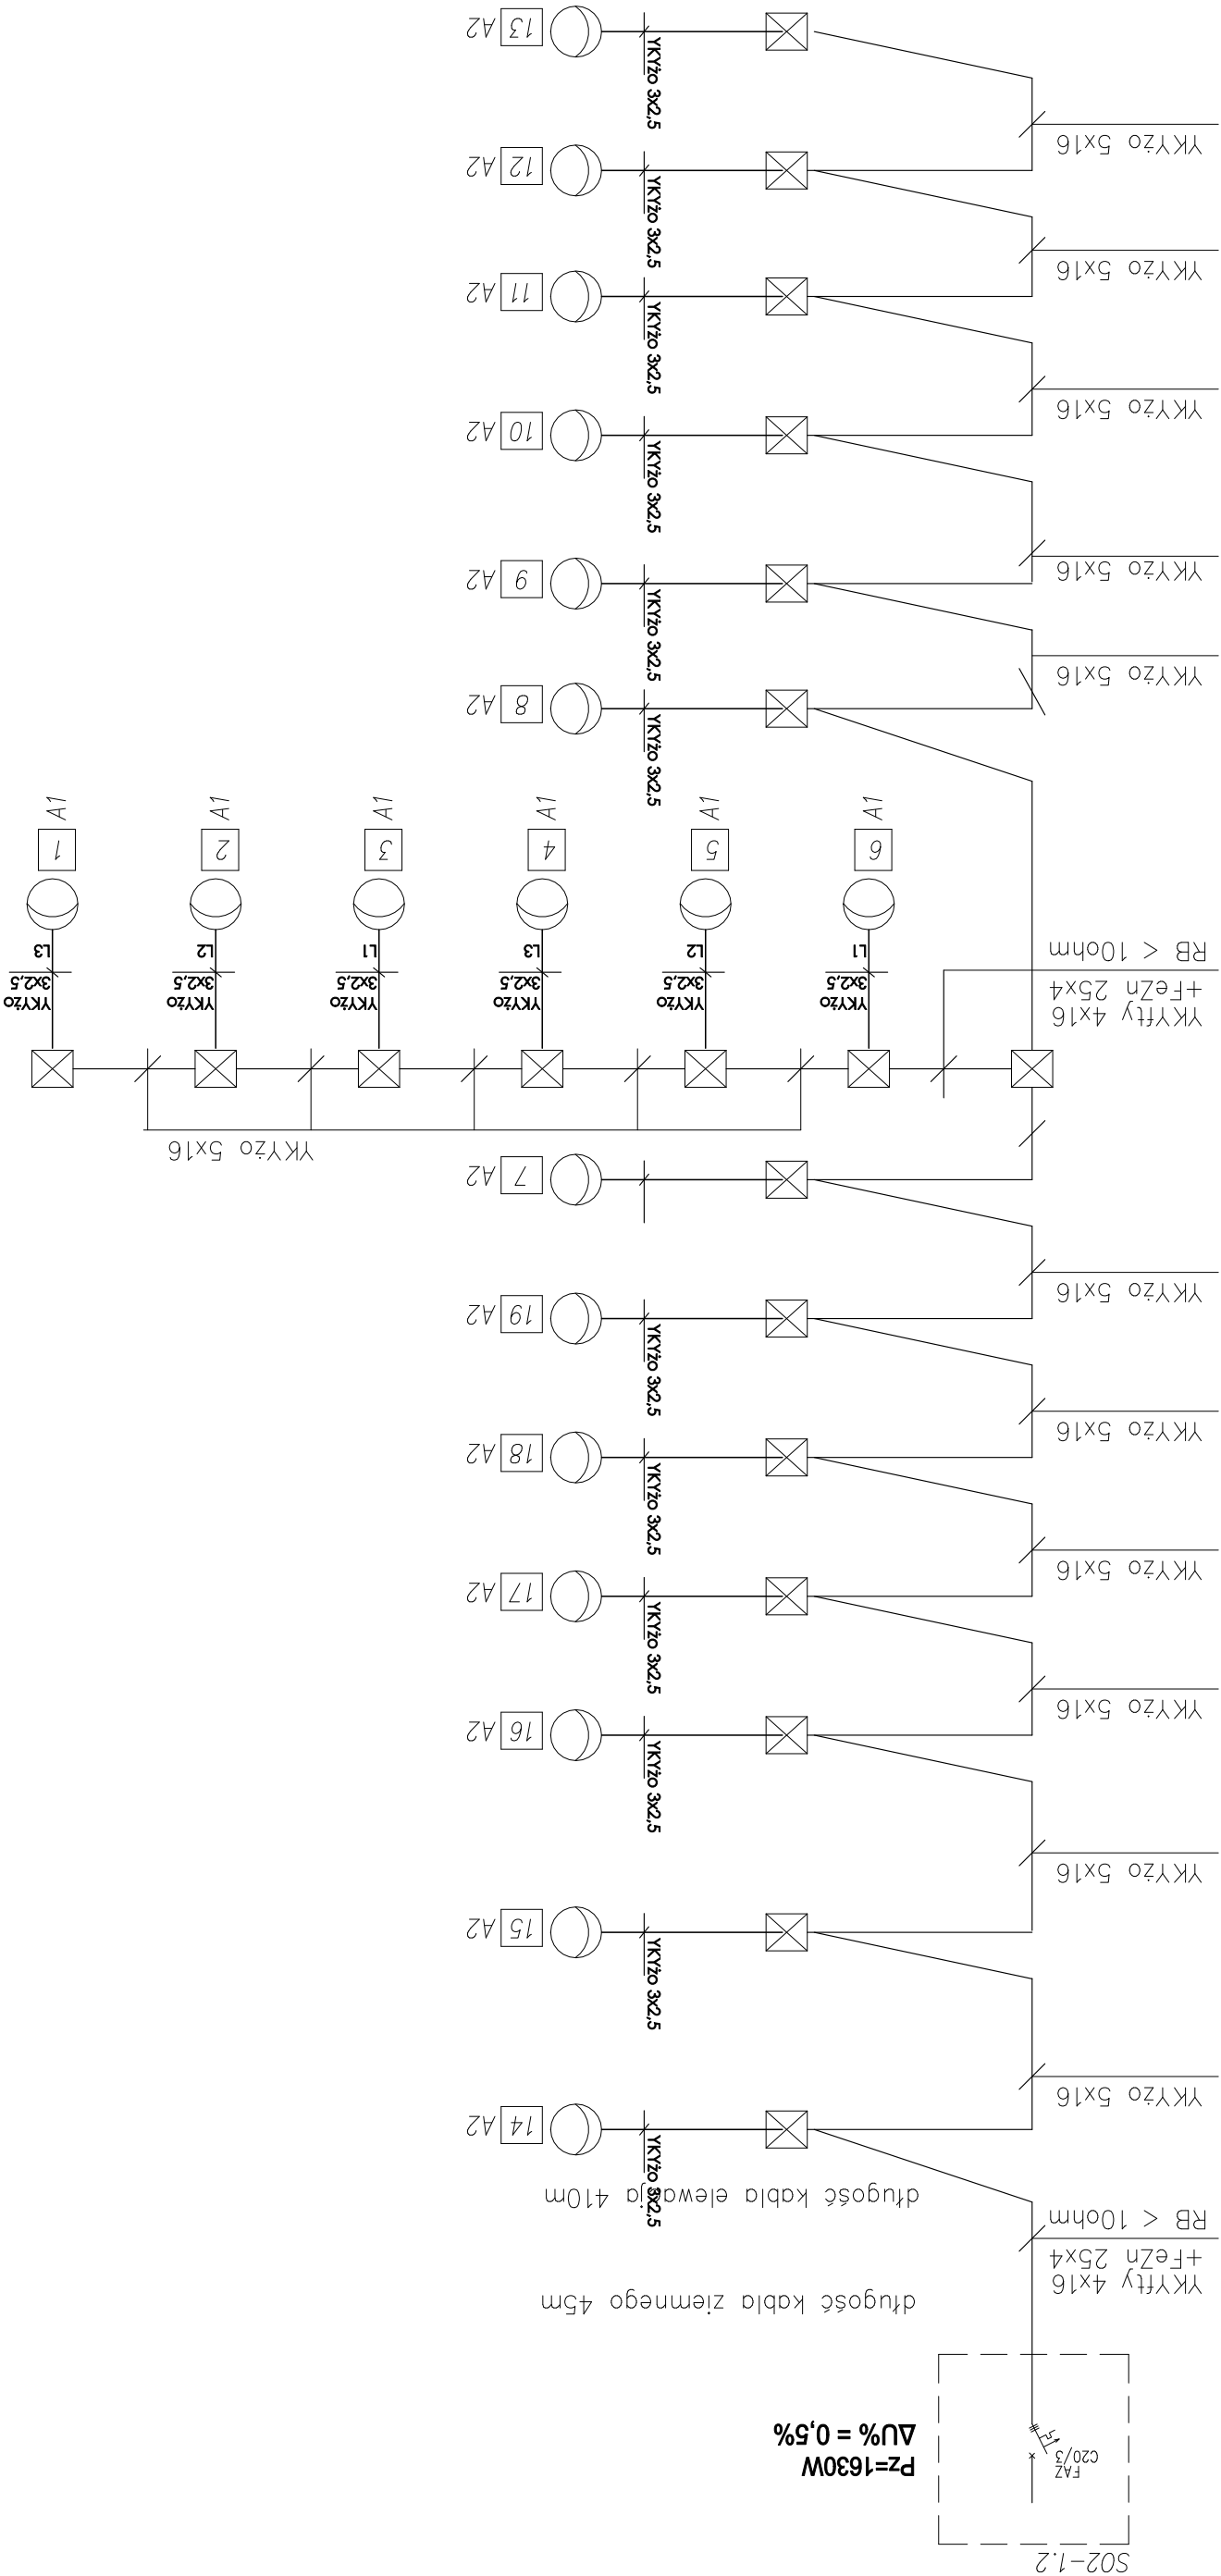 S02-1.2
FAZ
C20/3
Pz=1630W
ΔU% = 0,5%
długość kabla ziemnego 45m
YKYfty 4x16
+FeZn 25x4
RB < 10ohm
długość kabla elewacja 410m
YKYżo 3x2,5
14 A2
YKYżo 5x16
YKYżo 3x2,5
15 A2
YKYżo 5x16
YKYżo 3x2,5
16 A2
YKYżo 5x16
YKYżo 3x2,5
17 A2
YKYżo 5x16
YKYżo 3x2,5
18 A2
YKYżo 5x16
YKYżo 3x2,5
19 A2
YKYżo 5x16
7 A2
YKYżo 5x16
YKYfty 4x16
+FeZn 25x4
RB < 10ohm
YKYżo
3x2,5
L1
6
A1
YKYżo
3x2,5
L2
5
A1
YKYżo
3x2,5
L3
4
A1
YKYżo
3x2,5
L1
3
A1
YKYżo
3x2,5
L2
2
A1
YKYżo
3x2,5
L3
1
A1
YKYżo 3x2,5
8 A2
YKYżo 5x16
YKYżo 3x2,5
9 A2
YKYżo 5x16
YKYżo 3x2,5
10 A2
YKYżo 5x16
YKYżo 3x2,5
11 A2
YKYżo 5x16
YKYżo 3x2,5
12 A2
YKYżo 5x16
YKYżo 3x2,5
13 A2